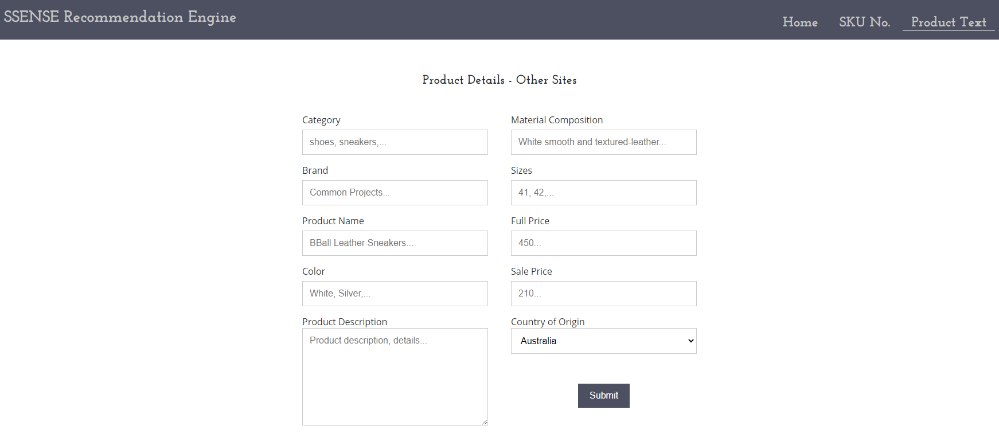 SSENSE Recommendation Engine
Home SKU No. Product Text
Product Details - Other Sites
Category
shoes, sneakers,...
Brand
Common Projects...
Product Name
BBall Leather Sneakers...
Color
White, Silver,...
Product Description
Product description, details...
Material Composition
White smooth and textured-leather...
Sizes
41, 42,...
Full Price
450...
Sale Price
210...
Country of Origin
Australia
Submit